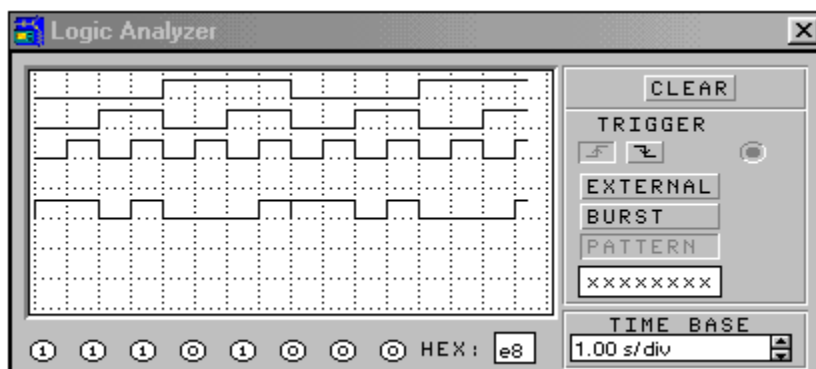 Logic Analyzer
CLEAR
TRIGGER
EXTERNAL
BURST
PATTERN
xxxxxxxx
1 1 1 0 1 0 0 0 HEX: e8
TIME BASE
1.00 s/div